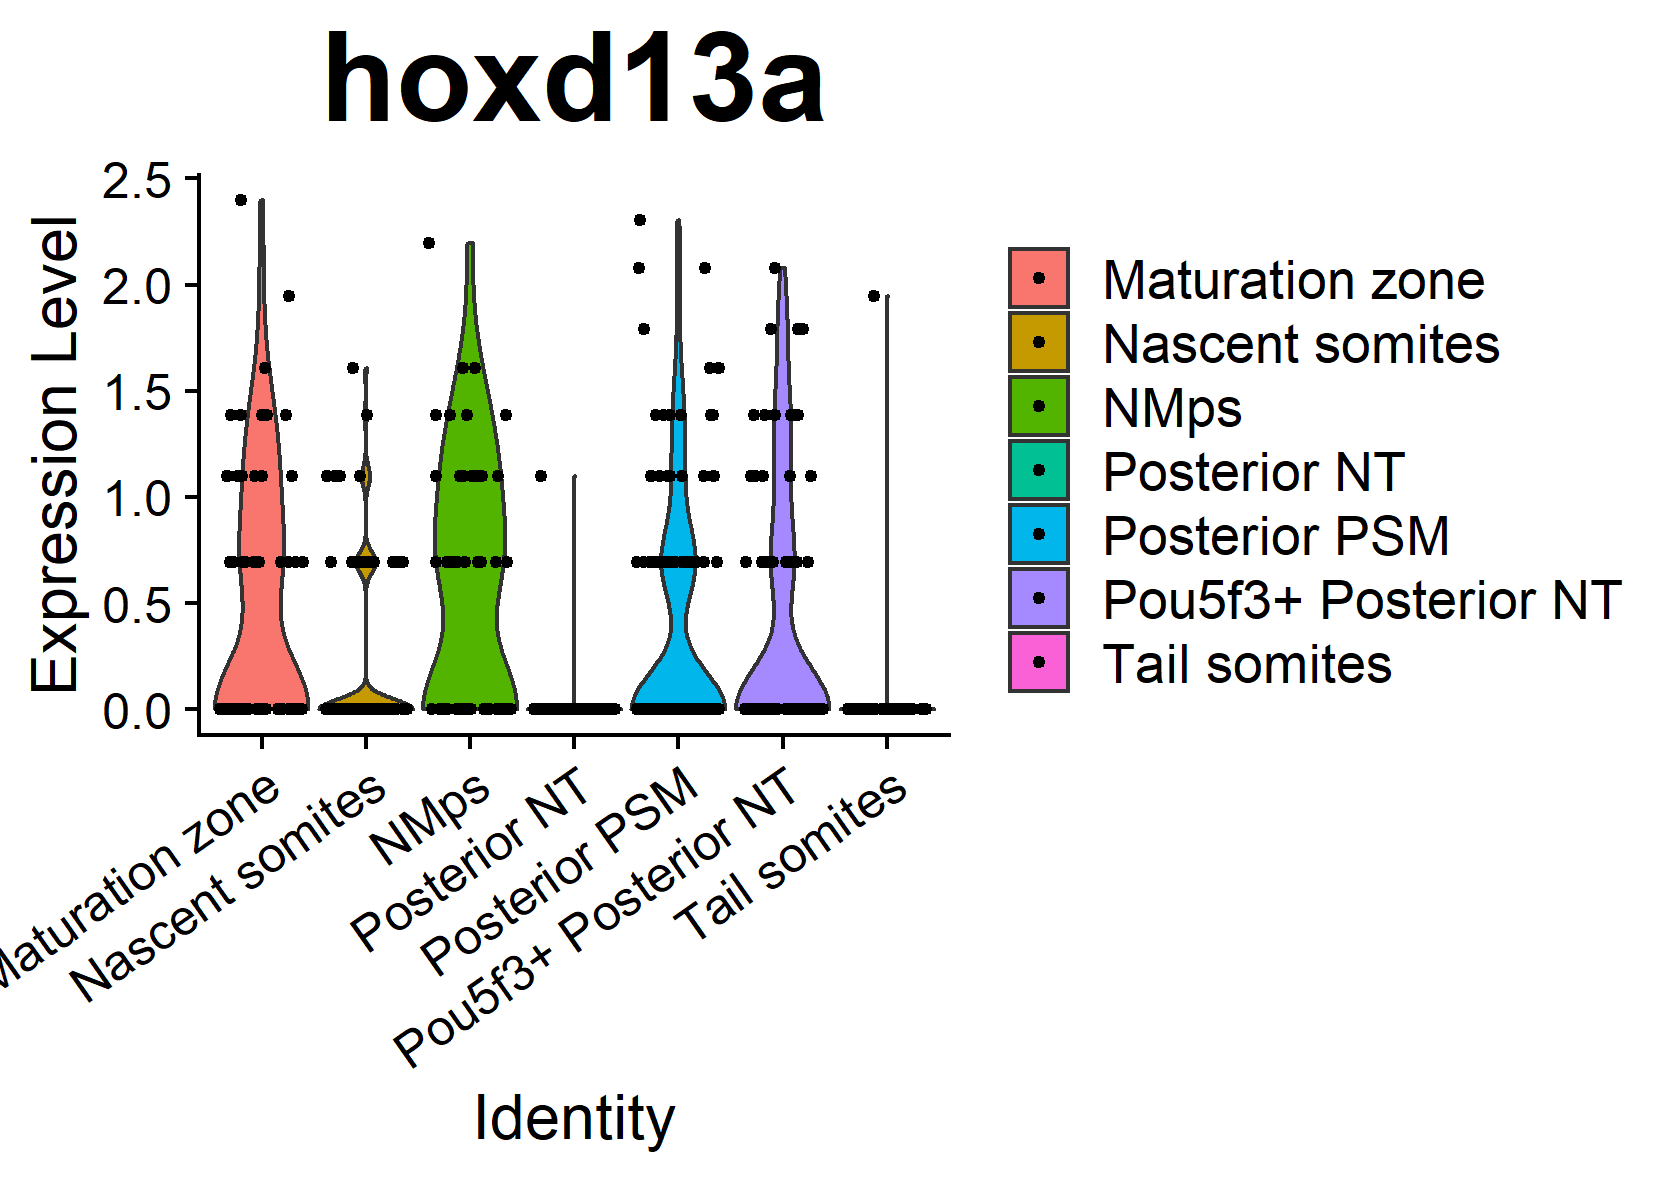 hoxd13a
Expression Level
2.5
2.0
1.5
1.0
0.5
0.0
Maturation zone
Nascent somites
NMps
Posterior NT
Posterior PSM
Pou5f3+ Posterior NT
Tail somites
Identity
Maturation zone
Nascent somites
NMps
Posterior NT
Posterior PSM
Pou5f3+ Posterior NT
Tail somites